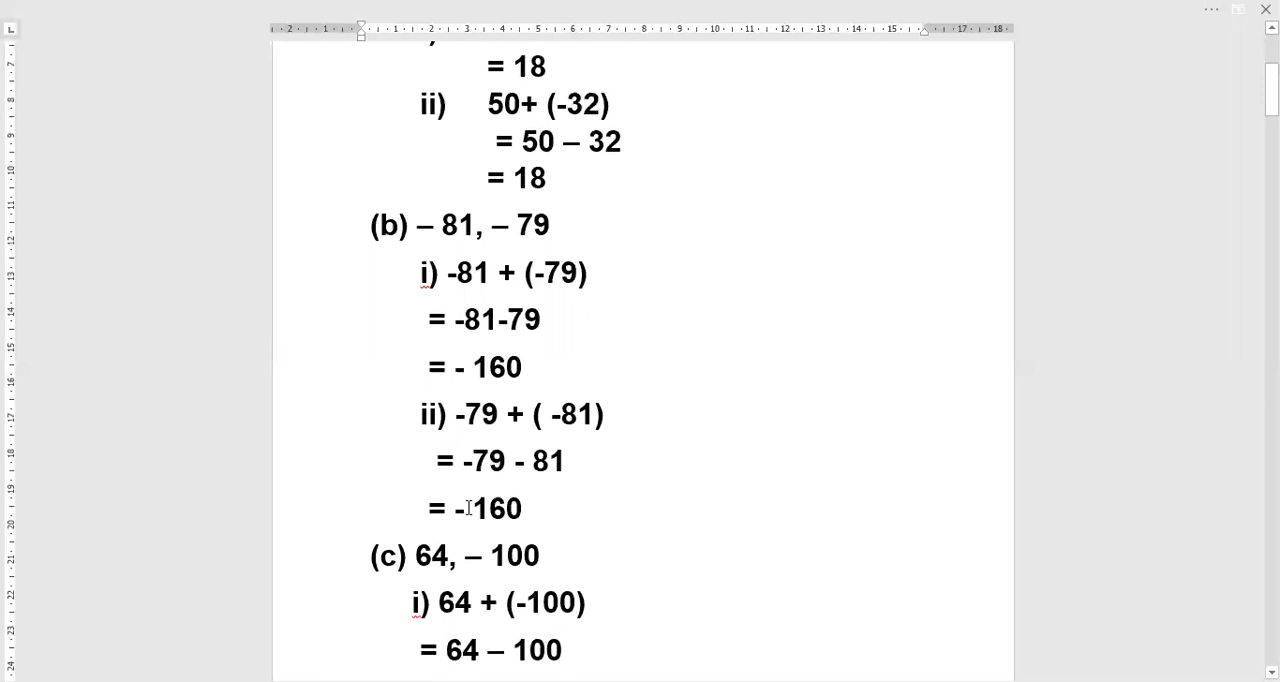 = 18
ii) 50+ (-32)
= 50 – 32
= 18
(b) – 81, – 79
i) -81 + (-79)
= -81-79
= - 160
ii) -79 + ( -81)
= -79 - 81
= - 160
(c) 64, – 100
i) 64 + (-100)
= 64 – 100